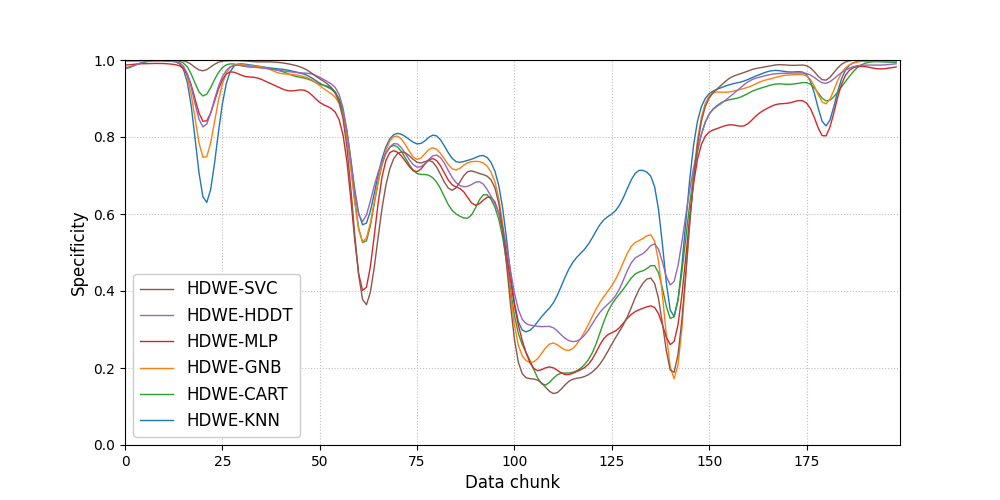 1.0
0.8
0.6
0.4
0.2
0.0
Specificity
HDWE-SVC
HDWE-HDDT
HDWE-MLP
HDWE-GNB
HDWE-CART
HDWE-KNN
0 25 50 75 100 125 150 175
Data chunk